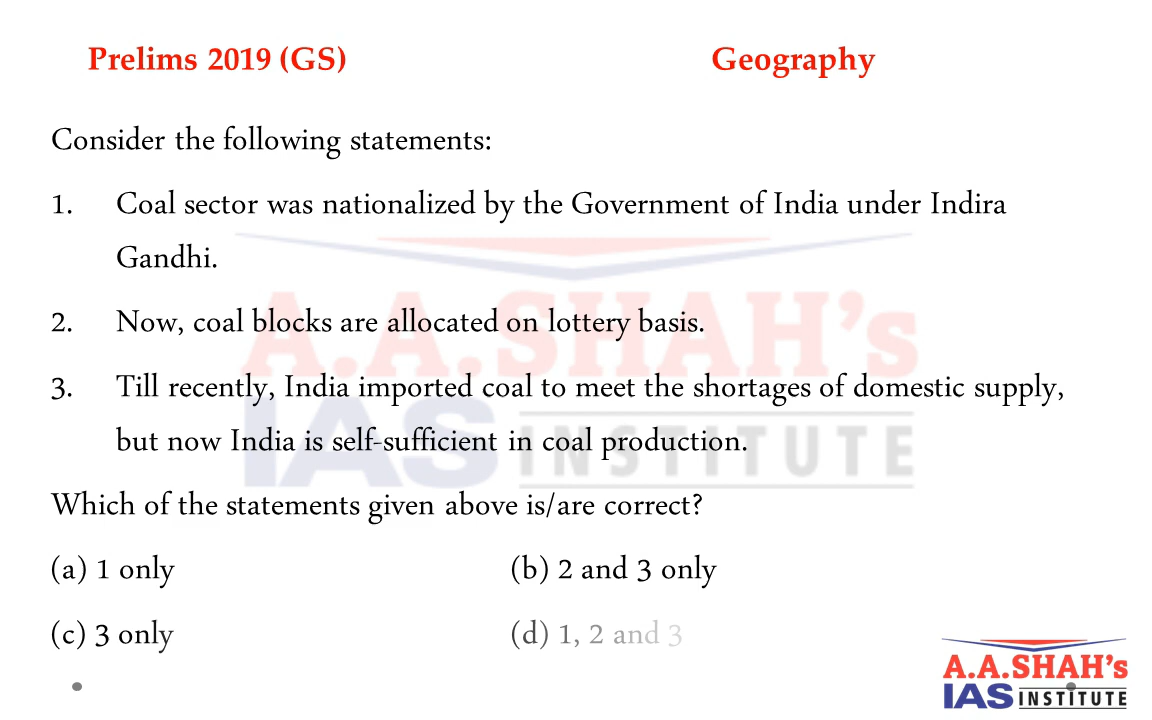 Prelims 2019 (GS) Geography
Consider the following statements:
1. Coal sector was nationalized by the Government of India under Indira
Gandhi.
2. Now, coal blocks are allocated on lottery basis.
3. Till recently, India imported coal to meet the shortages of domestic supply,
but now India is self-sufficient in coal production.
Which of the statements given above is/are correct?
(a) 1 only (b) 2 and 3 only
(c) 3 only (d) 1, 2 and 3
A.A.SHAH's
IAS INSTITUTE
A.A.SHAH's
IAS INSTITUTE